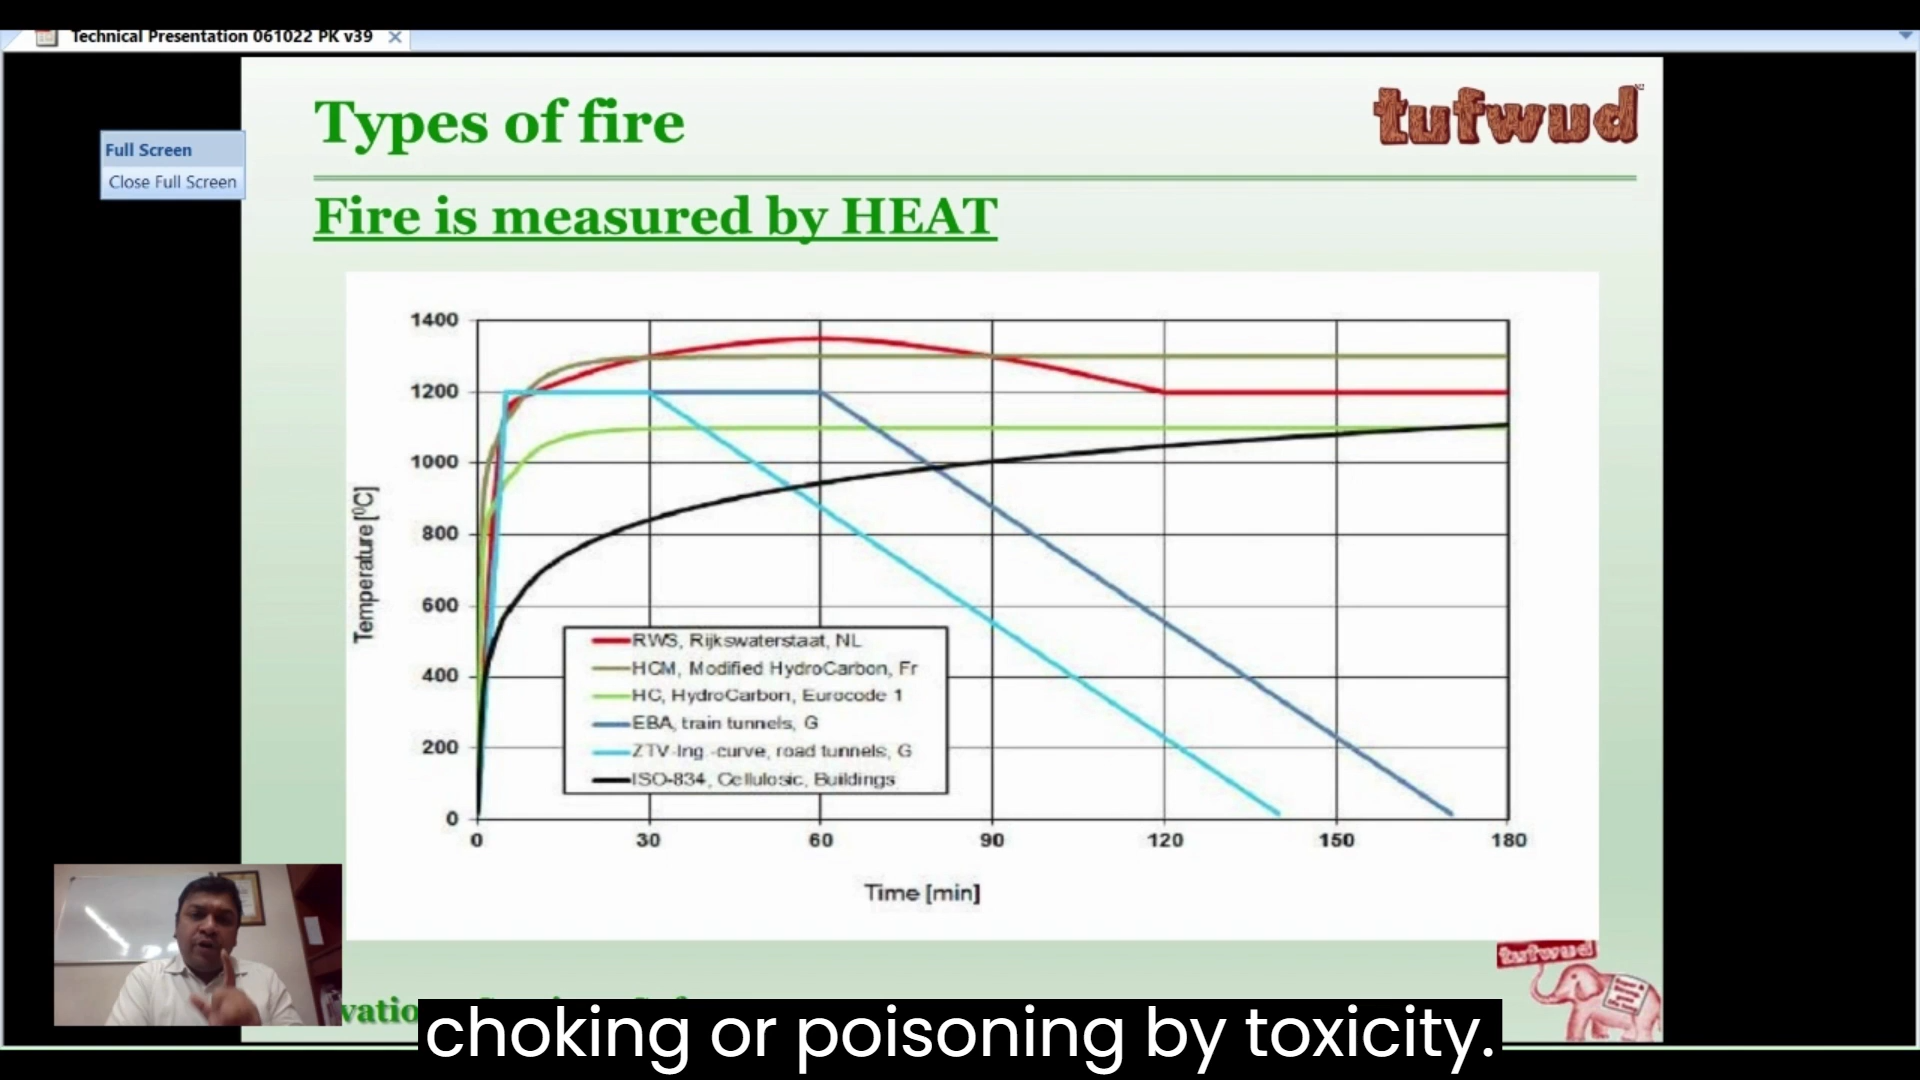 Technical Presentation 061022 PK v39
Types of fire
tufwud
Full Screen
Close Full Screen
Fire is measured by HEAT
1400
1200
1000
800
600
400
200
0
Temperature [⁰C]
RWS, Rijkswaterstaat, NL
HCM, Modified HydroCarbon, Fr
HC, HydroCarbon, Eurocode 1
EBA, train tunnels, G
ZTV-Ing.-curve, road tunnels, G
ISO-834, Cellulosic, Buildings
0 30 60 90 120 150 180
Time [min]
tufwud
choking or poisoning by toxicity.